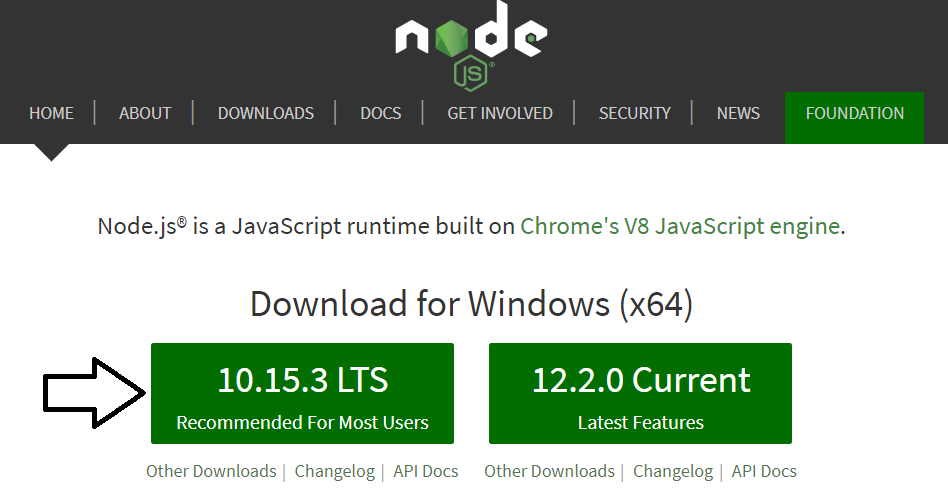 node
JS®
HOME | ABOUT | DOWNLOADS | DOCS | GET INVOLVED | SECURITY | NEWS FOUNDATION
Node.js® is a JavaScript runtime built on Chrome's V8 JavaScript engine.
Download for Windows (x64)
10.15.3 LTS
Recommended For Most Users
12.2.0 Current
Latest Features
Other Downloads | Changelog | API Docs
Other Downloads | Changelog | API Docs